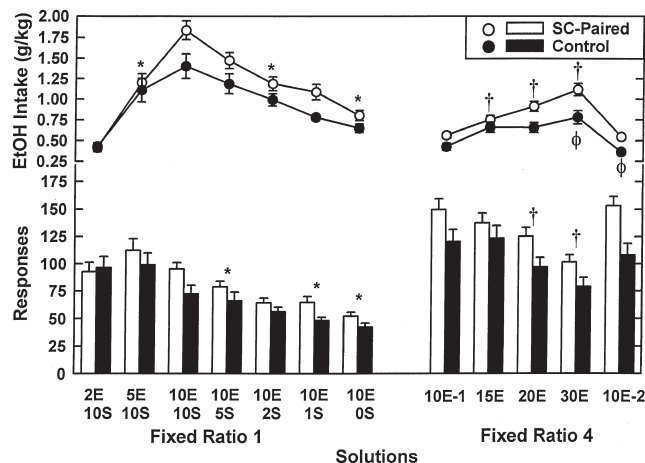 EtOH Intake (g/kg)
2.00
1.75
1.50
1.25
1.00
0.75
0.50
0.25
SC-Paired
Control
* * *
† † †
ϕ ϕ
Responses
175
150
125
100
75
50
25
0
* * *
† †
2E 5E 10E 10E 10E 10E 10E 10E-1 15E 20E 30E 10E-2
10S 10S 10S 5S 2S 1S 0S
Fixed Ratio 1 Fixed Ratio 4
Solutions